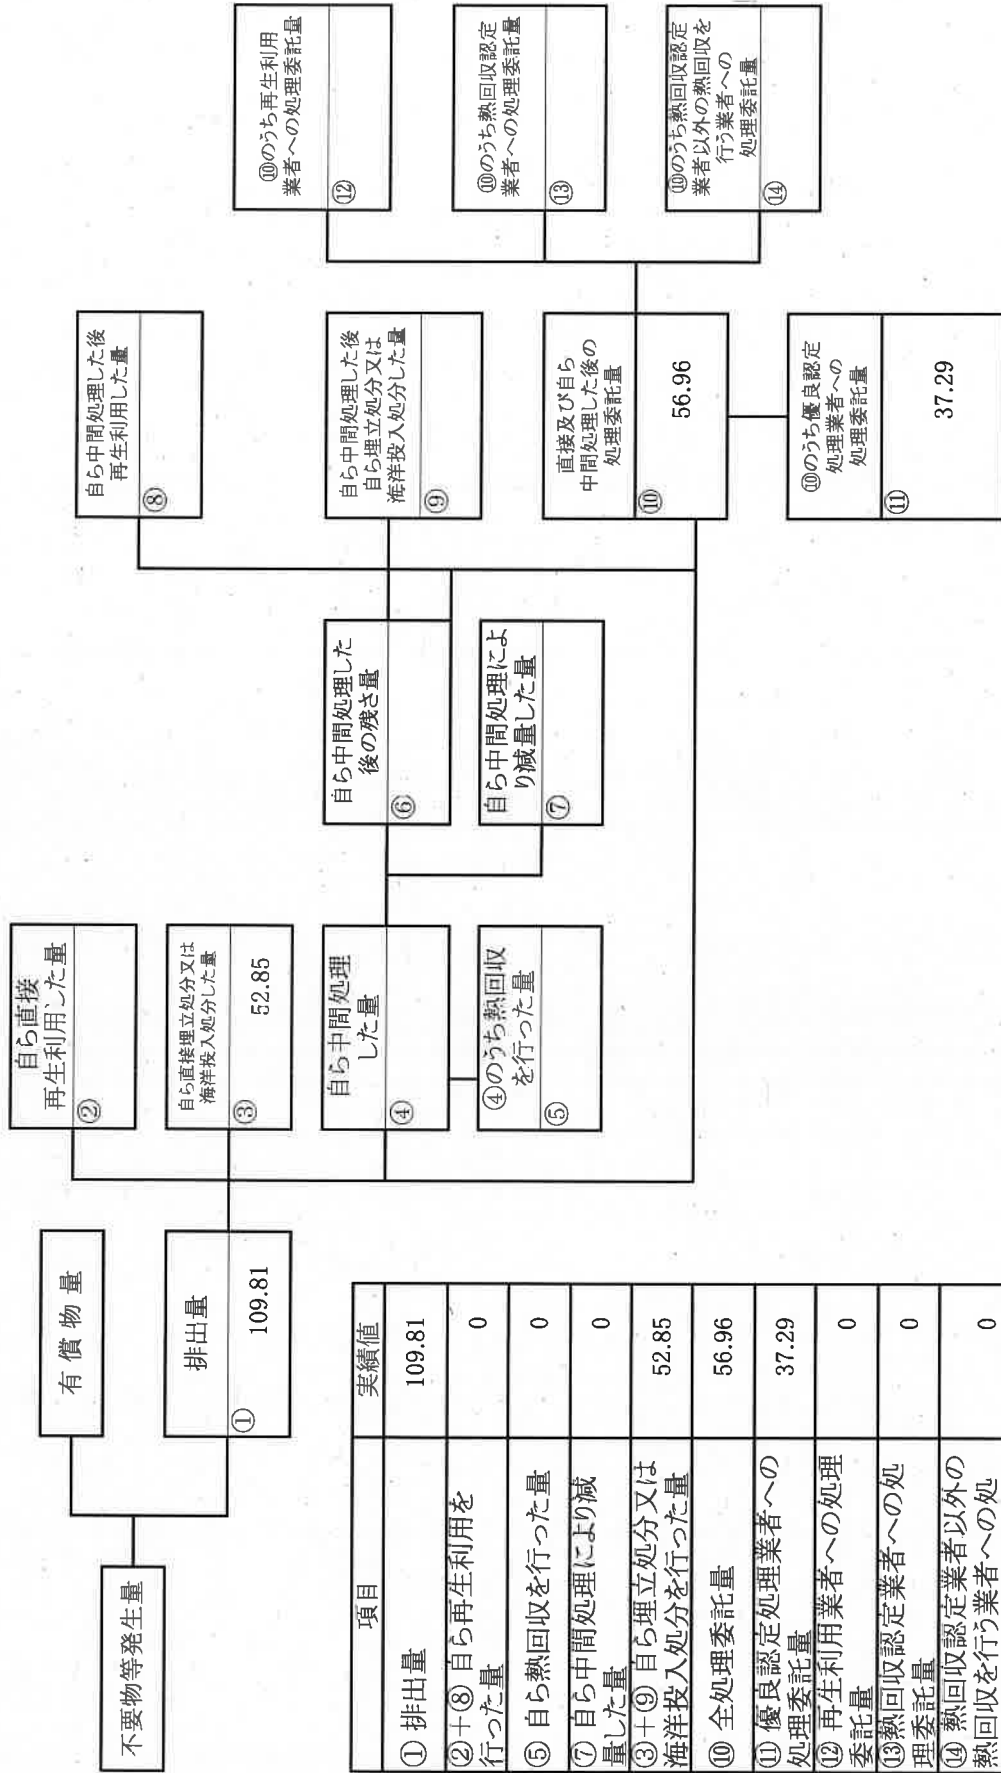 不要物等発生量
有償物量
排出量
①
109.81
自ら直接
再生利用した量
②
自ら直接埋立処分又は
海洋投入処分した量
③
52.85
自ら中間処理
した量
④
④のうち熱回収
を行った量
⑤
自ら中間処理した
後の残さ量
⑥
自ら中間処理によ
り減量した量
⑦
自ら中間処理した後
再生利用した量
⑧
自ら中間処理した後
自ら埋立処分又は
海洋投入処分した量
⑨
直接及び自ら
中間処理した後の
処理委託量
⑩
56.96
⑩のうち優良認定
処理業者への
処理委託量
⑪
37.29
⑩のうち再生利用
業者への処理委託量
⑫
⑩のうち熱回収認定
業者への処理委託量
⑬
⑩のうち熱回収認定
業者以外の熱回収を
行う業者への
処理委託量
⑭
項目 実績値
① 排出量 109.81
②＋⑧ 自ら再生利用を
行った量 0
⑤ 自ら熱回収を行った量 0
⑦ 自ら中間処理により減
量した量 0
③＋⑨ 自ら埋立処分又は
海洋投入処分を行った量 52.85
⑩ 全処理委託量 56.96
⑪ 優良認定処理業者への
処理委託量 37.29
⑫ 再生利用業者への処理
委託量 0
⑬熱回収認定業者への処
理委託量 0
⑭ 熱回収認定業者以外の
熱回収を行う業者への処 0